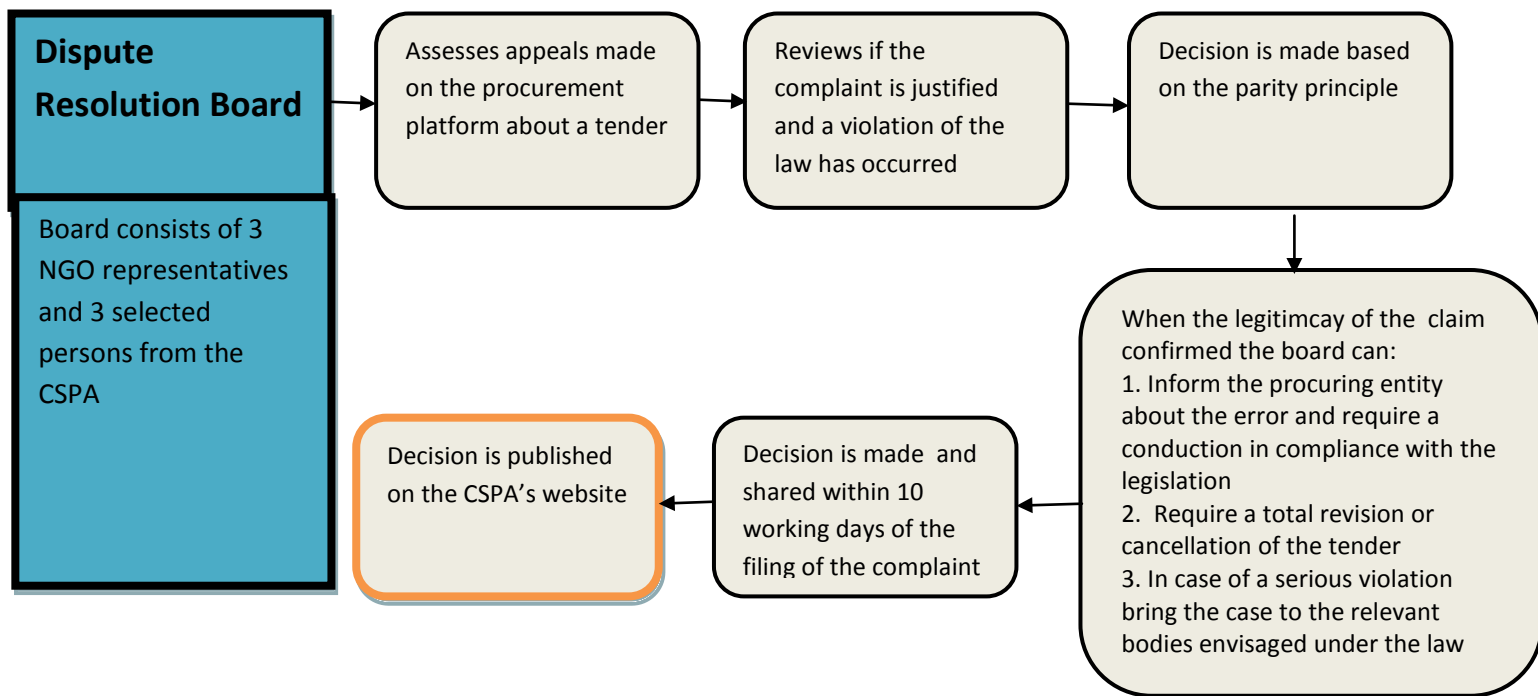 Dispute
Resolution Board
Board consists of 3
NGO representatives
and 3 selected
persons from the
CSPA
Assesses appeals made
on the procurement
platform about a tender
Reviews if the
complaint is justified
and a violation of the
law has occurred
Decision is made based
on the parity principle
When the legitimcay of the claim
confirmed the board can:
1. Inform the procuring entity
about the error and require a
conduction in compliance with the
legislation
2. Require a total revision or
cancellation of the tender
3. In case of a serious violation
bring the case to the relevant
bodies envisaged under the law
Decision is made and
shared within 10
working days of the
filing of the complaint
Decision is published
on the CSPA’s website